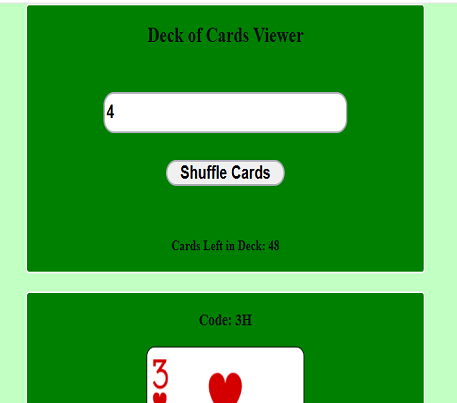 Deck of Cards Viewer
4
Shuffle Cards
Cards Left in Deck: 48
Code: 3H
3